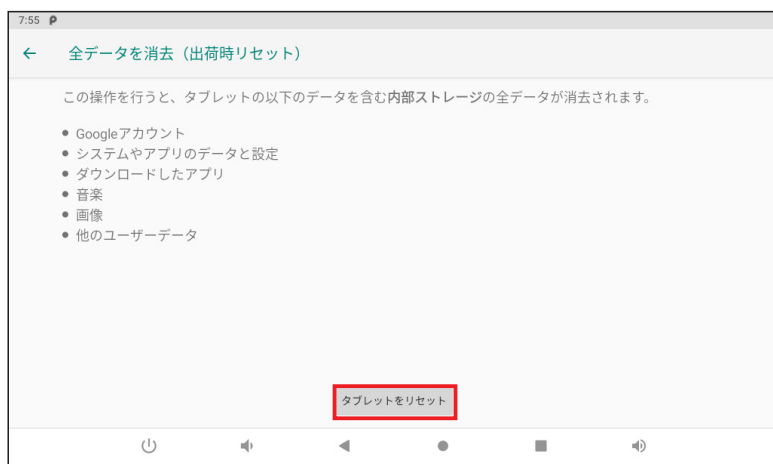 7:55
全データを消去（出荷時リセット）
この操作を行うと、タブレットの以下のデータを含む内部ストレージの全データが消去されます。
● Googleアカウント
● システムやアプリのデータと設定
● ダウンロードしたアプリ
● 音楽
● 画像
● 他のユーザーデータ
タブレットをリセット